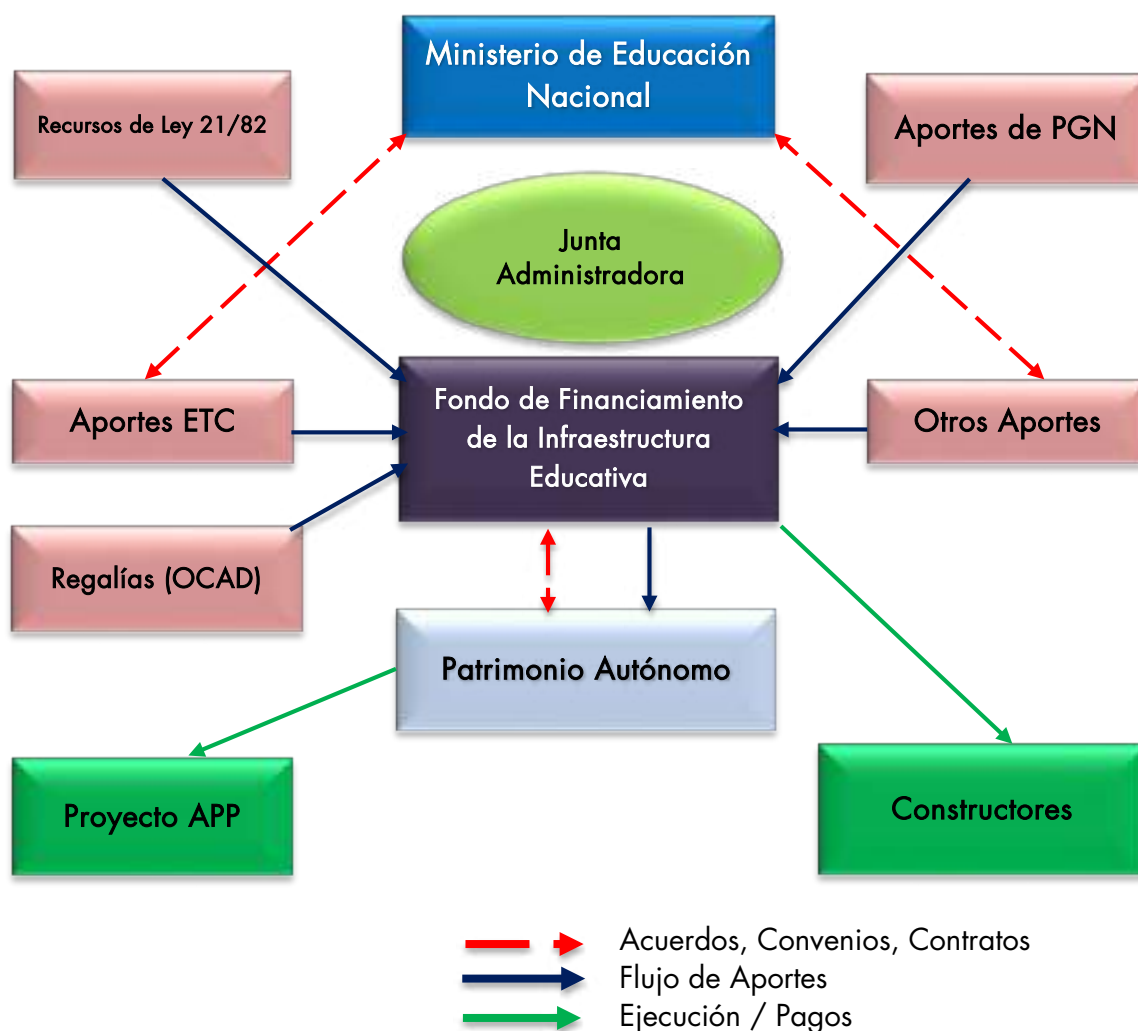 Ministerio de Educación
Nacional
Recursos de Ley 21/82
Aportes de PGN
Junta
Administradora
Aportes ETC
Fondo de Financiamiento
de la Infraestructura
Educativa
Otros Aportes
Regalías (OCAD)
Patrimonio Autónomo
Proyecto APP
Constructores
Acuerdos, Convenios, Contratos
Flujo de Aportes
Ejecución / Pagos